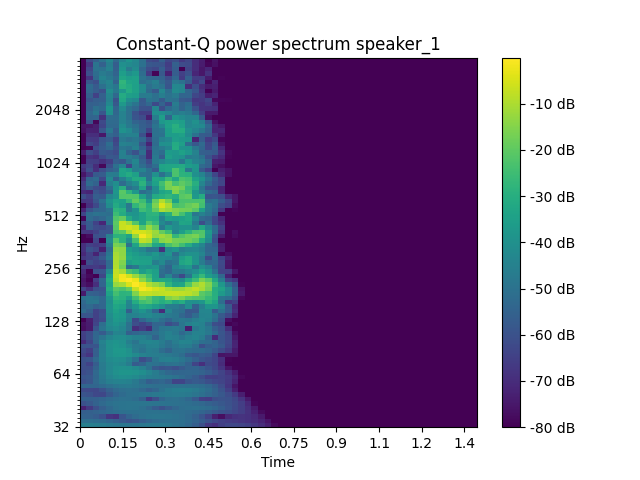 Constant-Q power spectrum speaker_1
Hz
2048
1024
512
256
128
64
32
0 0.15 0.3 0.45 0.6 0.75 0.9 1.1 1.2 1.4
Time
-10 dB
-20 dB
-30 dB
-40 dB
-50 dB
-60 dB
-70 dB
-80 dB